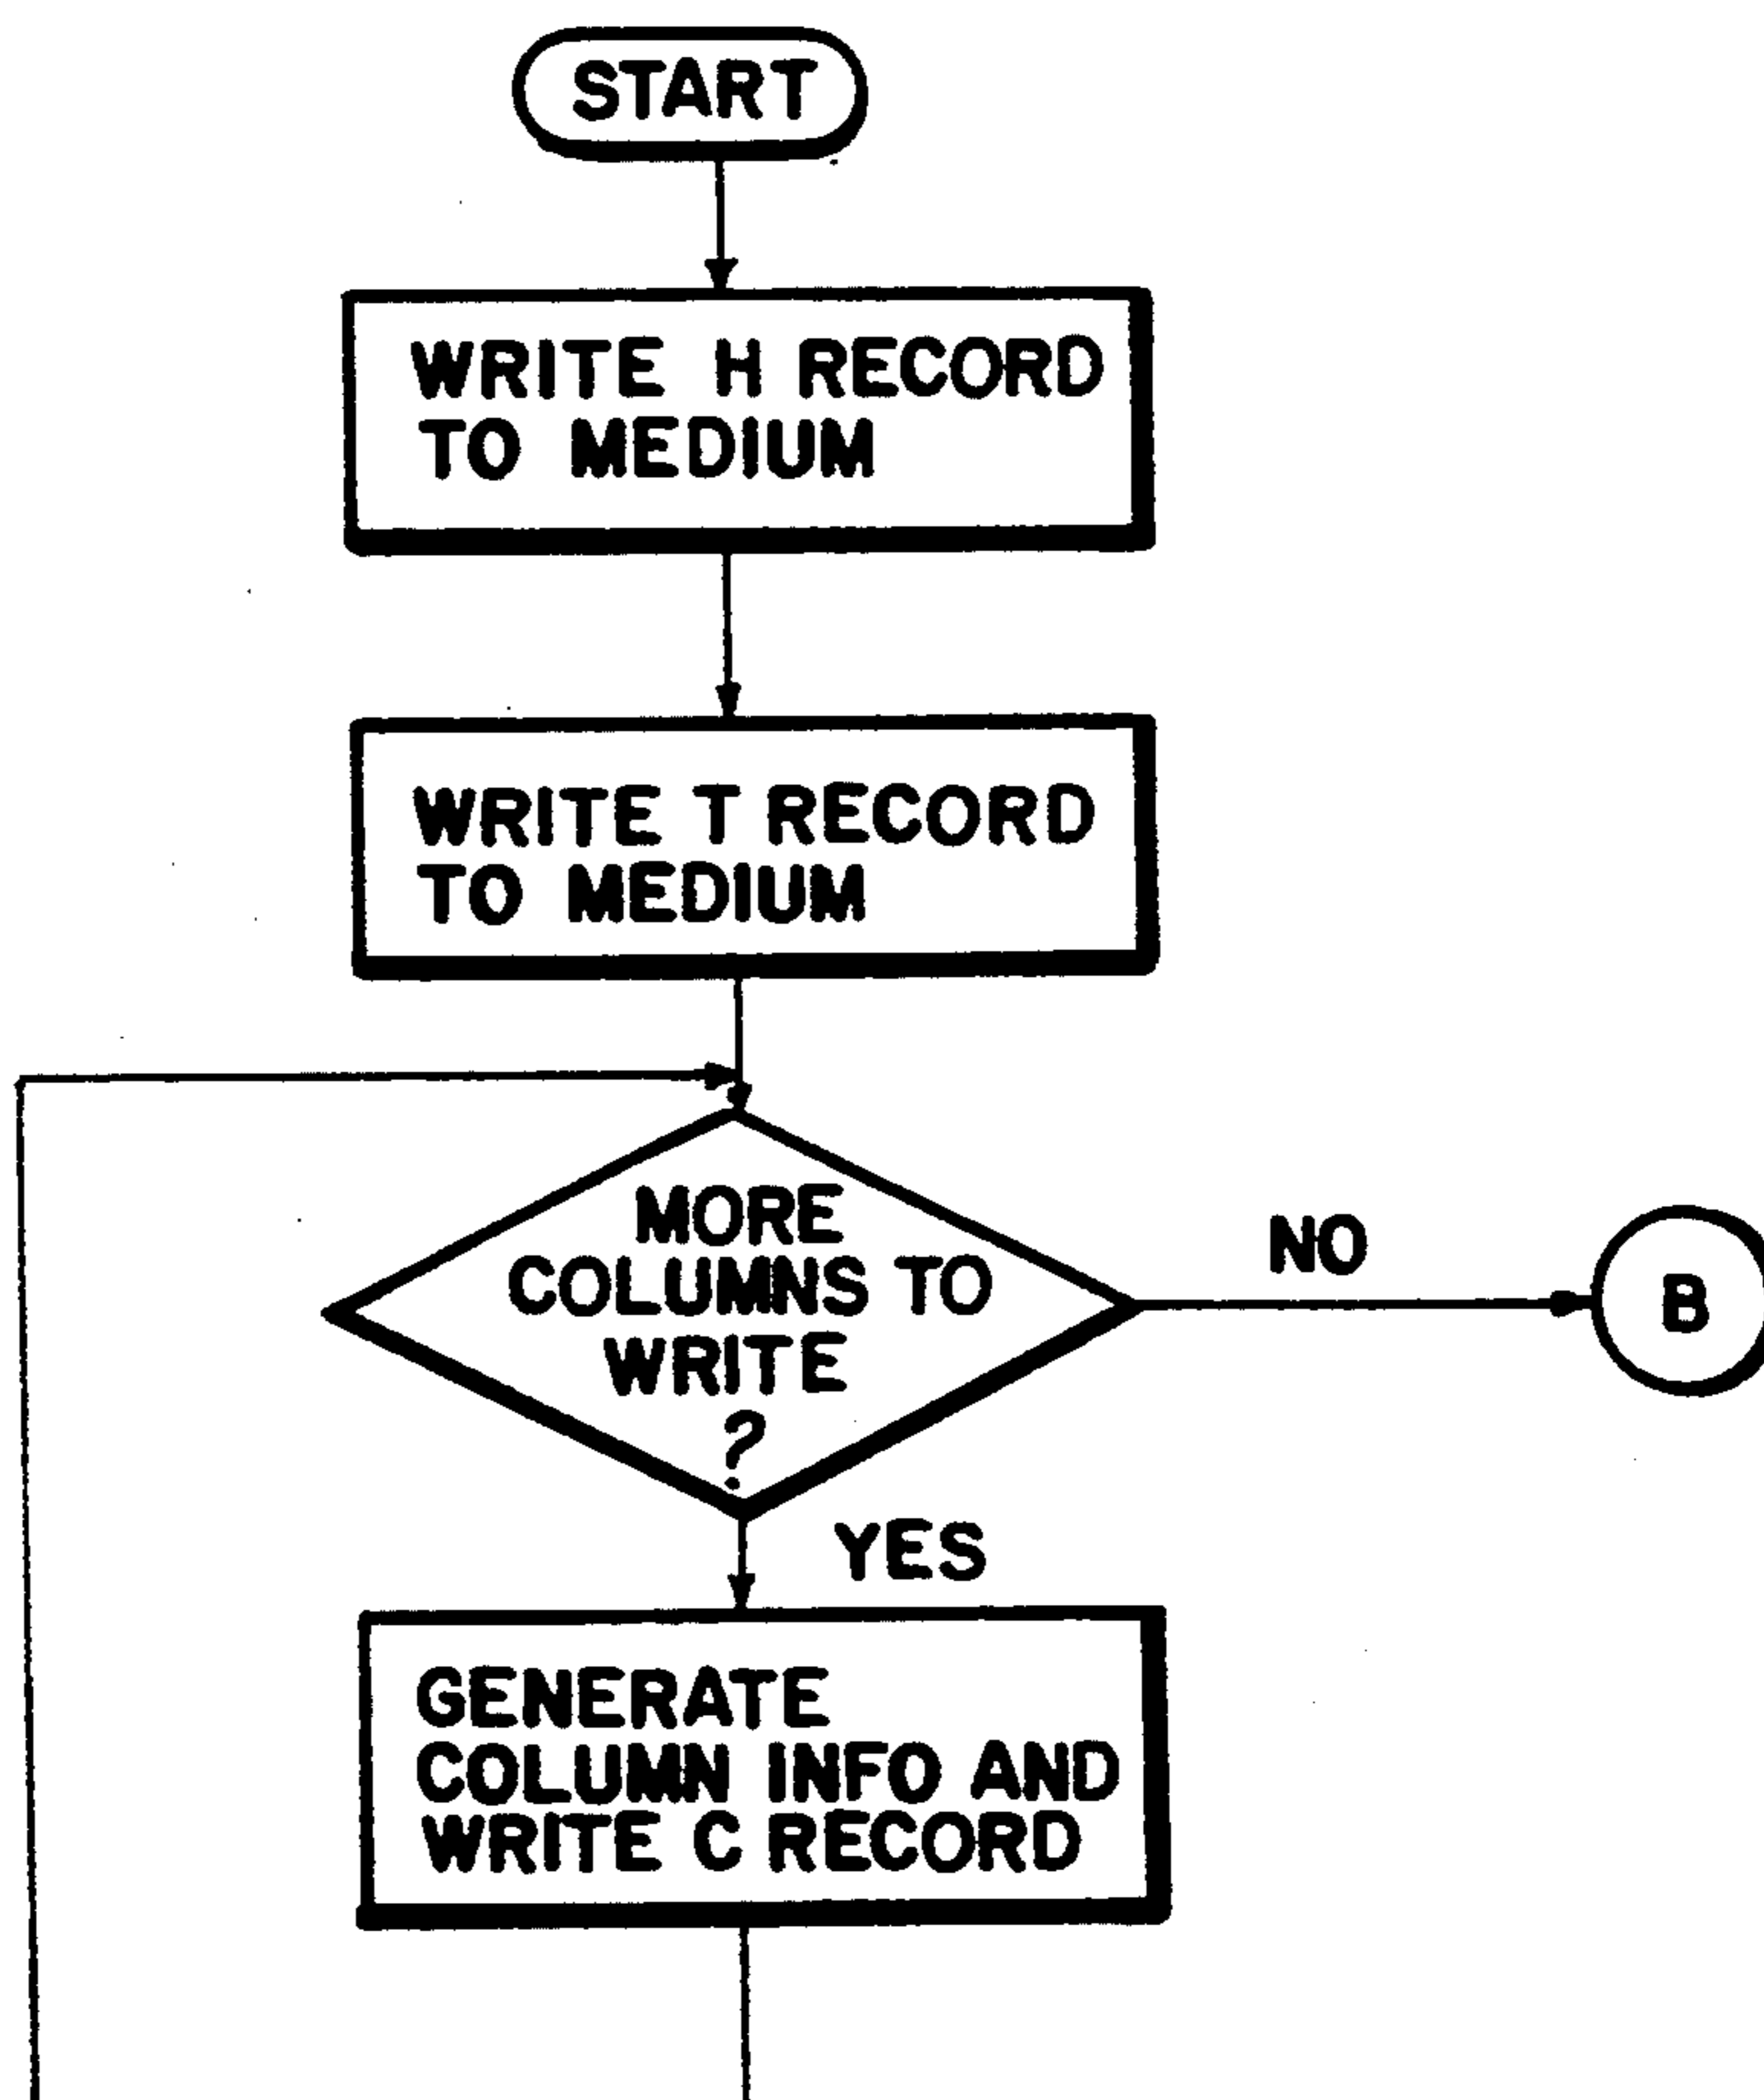 START
WRITE H RECORD
TO MEDIUM
WRITE T RECORD
TO MEDIUM
MORE
COLUMNS TO
WRITE
?
NO
B
YES
GENERATE
COLUMN INFO AND
WRITE C RECORD